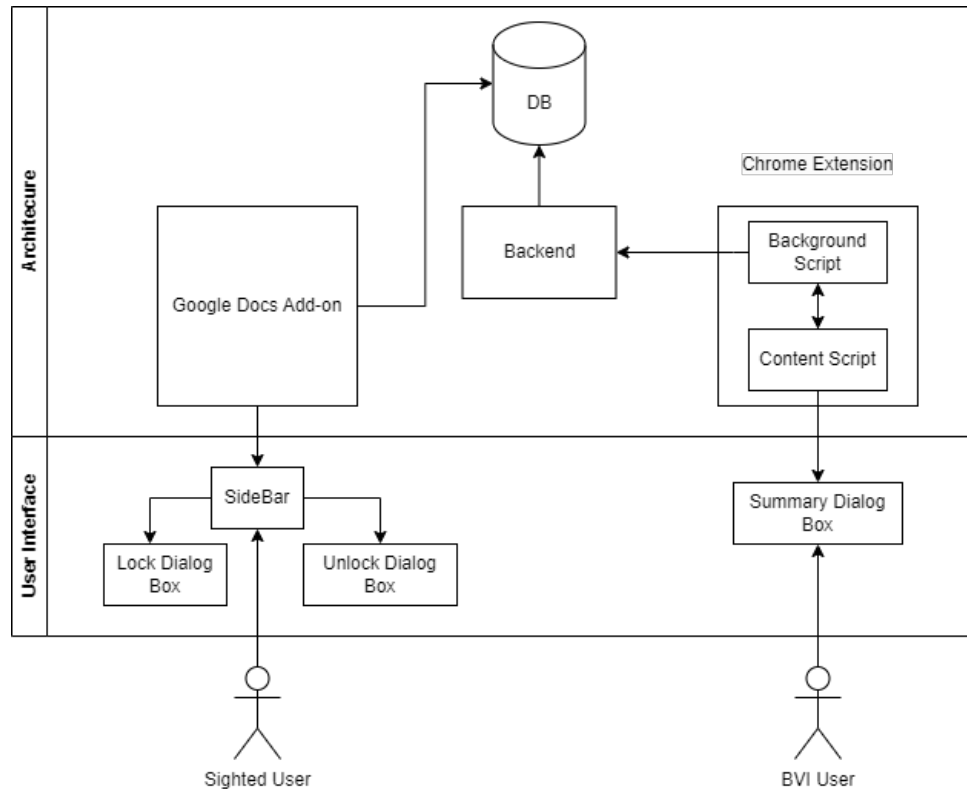 Architecure
DB
Chrome Extension
Google Docs Add-on
Backend
Background
Script
Content Script
User Interface
SideBar
Lock Dialog
Box
Unlock Dialog
Box
Summary Dialog
Box
Sighted User
BVI User